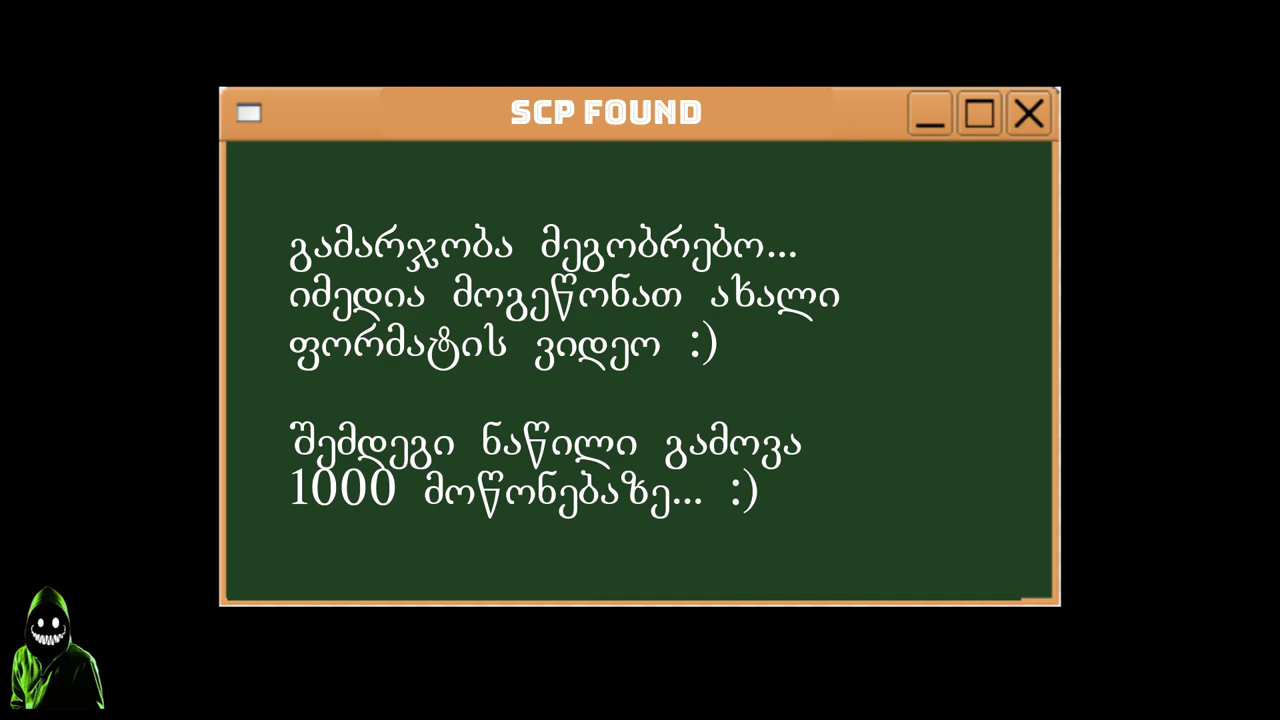 SCP FOUND
გამარჯობა მეგობრებო...
იმედია მოგეწონათ ახალი
ფორმატის ვიდეო :)
შემდეგი ნაწილი გამოვა
1000 მოწონებაზე... :)